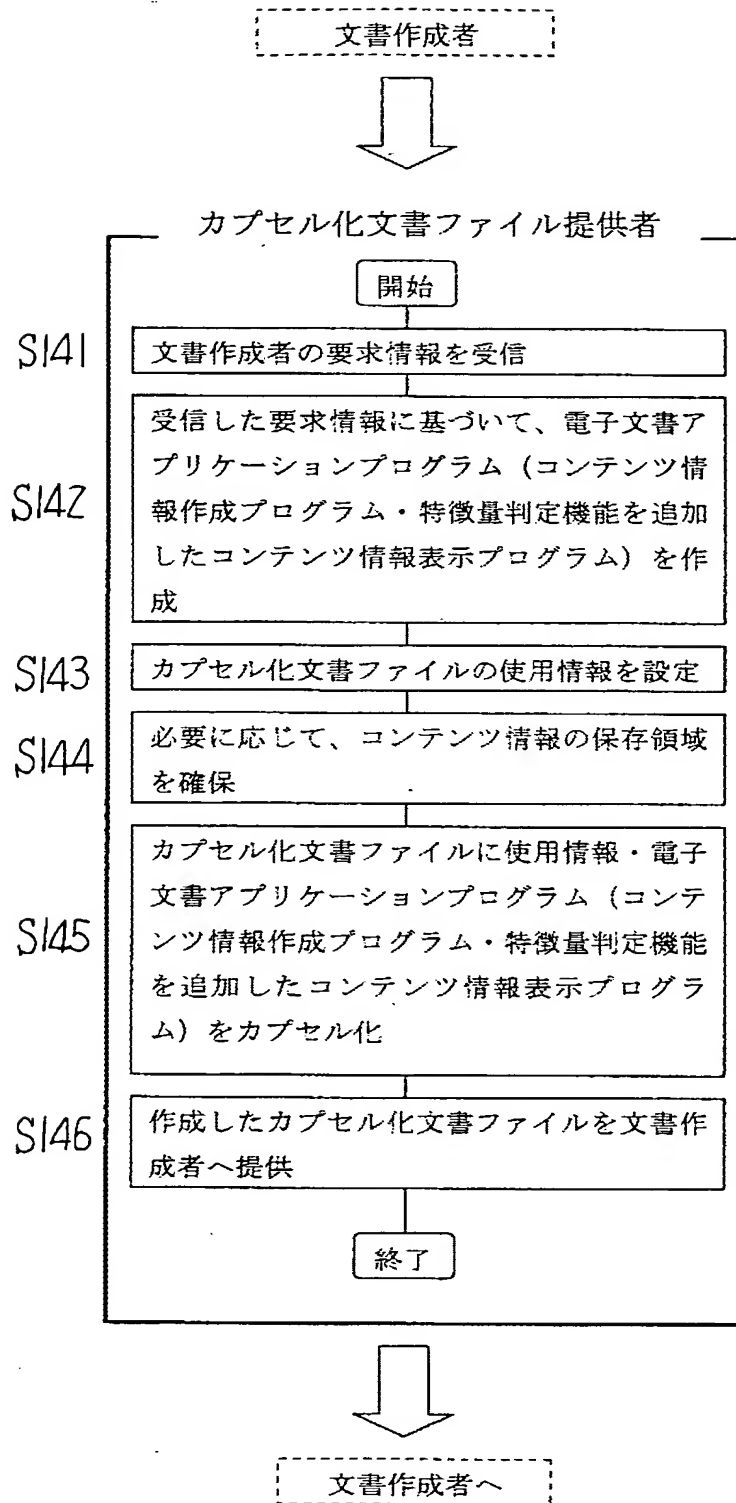 文書作成者
カプセル化文書ファイル提供者
開始
S141
文書作成者の要求情報を受信
S142
受信した要求情報に基づいて、電子文書ア
プリケーションプログラム（コンテンツ情
報作成プログラム・特徴量判定機能を追加
したコンテンツ情報表示プログラム）を作
成
S143
カプセル化文書ファイルの使用情報を設定
S144
必要に応じて、コンテンツ情報の保存領域
を確保
S145
カプセル化文書ファイルに使用情報・電子
文書アプリケーションプログラム（コンテ
ンツ情報作成プログラム・特徴量判定機能
を追加したコンテンツ情報表示プログラ
ム）をカプセル化
S146
作成したカプセル化文書ファイルを文書作
成者へ提供
終了
文書作成者へ